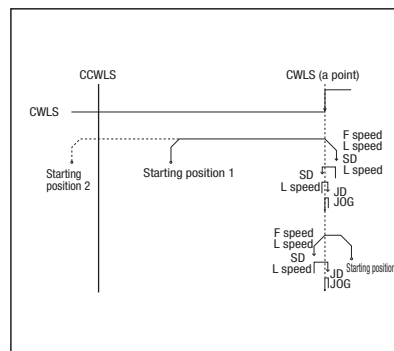 CCWLS
CWLS (a point)
CWLS
F speed
L speed
SD
L speed
Starting position 1
Starting
position 2
SD
L speed
JD
JOG
F speed
L speed
SD
L speed
Starting position
JD
JOG